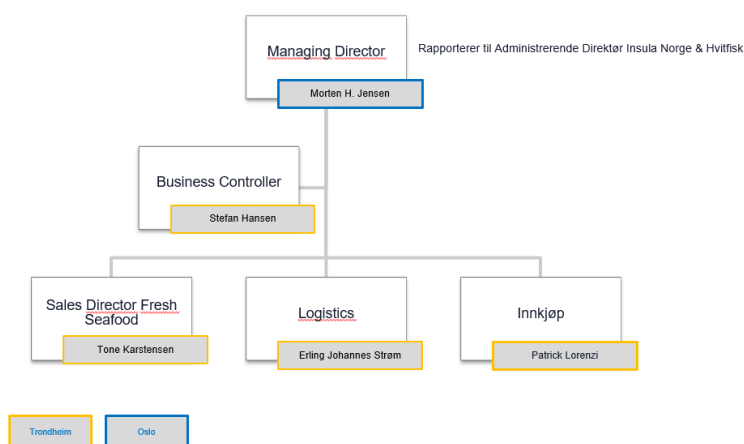 Managing Director
Rapporterer til Administrerende Direktør Insula Norge & Hvitfisk
Morten H. Jensen
Business Controller
Stefan Hansen
Sales Director Fresh
Seafood
Tone Karstensen
Logistics
Erling Johannes Strøm
Innkjøp
Patrick Lorenzi
Trondheim
Oslo